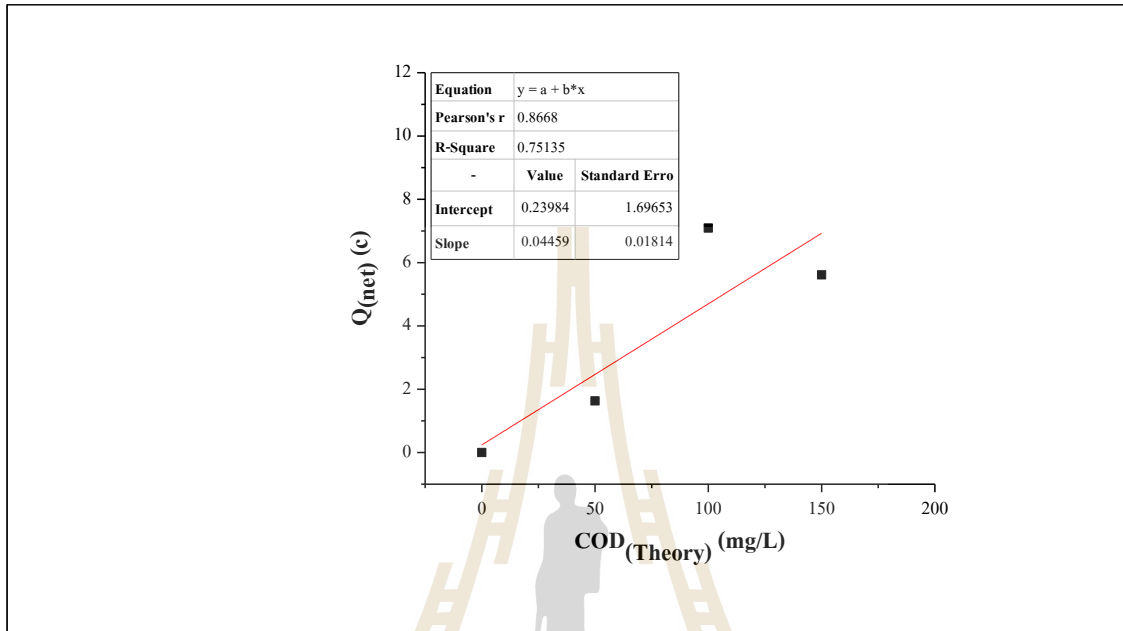 12
10
8
6
4
2
0
Q(net) (c)
Equation y = a + b*x
Pearson's r 0.8668
R-Square 0.75135
- Value Standard Erro
Intercept 0.23984 1.69653
Slope 0.04459 0.01814
0 50 100 150 200
COD(Theory) (mg/L)